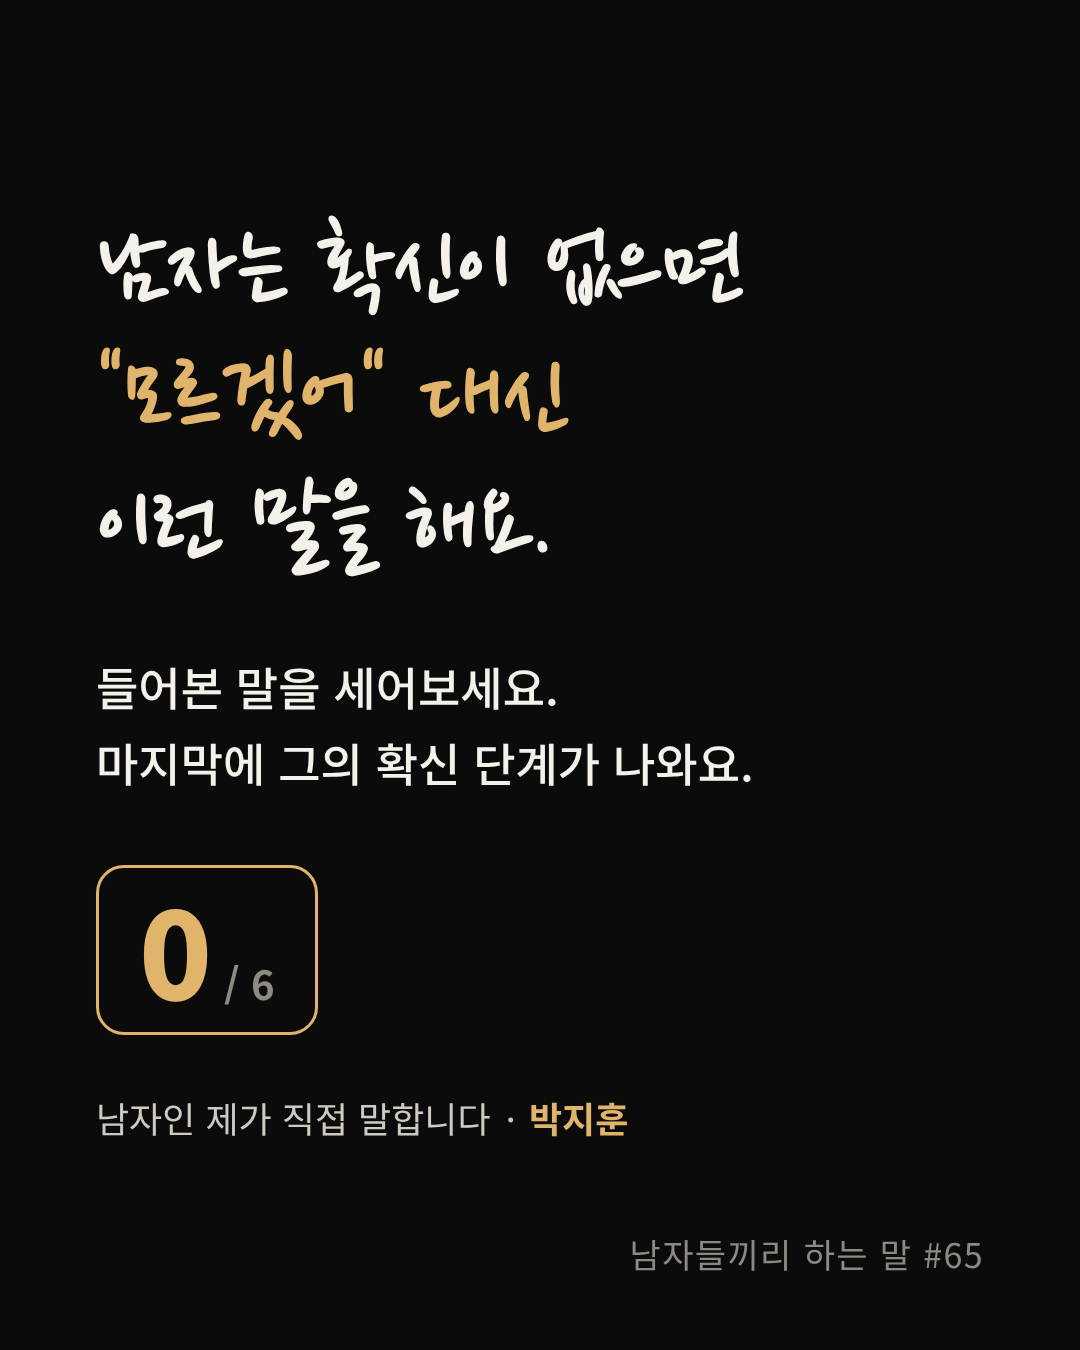 남자는 확신이 없으면
"모르겠어" 대신
이런 말을 해요.
들어본 말을 세어보세요.
마지막에 그의 확신 단계가 나와요.
0 / 6
남자인 제가 직접 말합니다 · 박지훈
남자들끼리 하는 말 #65